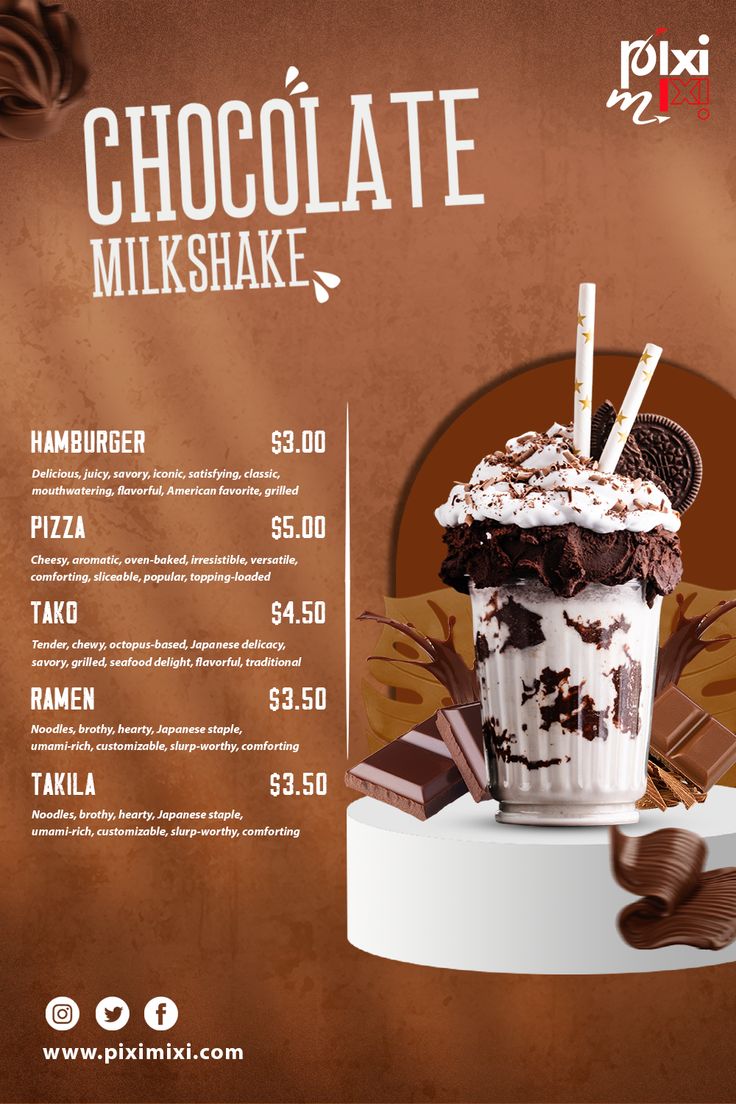 pixi
mixi
CHOCOLATE
MILKSHAKE
HAMBURGER $3.00
Delicious, juicy, savory, iconic, satisfying, classic,
mouthwatering, flavorful, American favorite, grilled
PIZZA $5.00
Cheesy, aromatic, oven-baked, irresistible, versatile,
comforting, sliceable, popular, topping-loaded
TAKO $4.50
Tender, chewy, octopus-based, Japanese delicacy,
savory, grilled, seafood delight, flavorful, traditional
RAMEN $3.50
Noodles, brothy, hearty, Japanese staple,
umami-rich, customizable, slurp-worthy, comforting
TAKILA $3.50
Noodles, brothy, hearty, Japanese staple,
umami-rich, customizable, slurp-worthy, comforting
www.piximixi.com